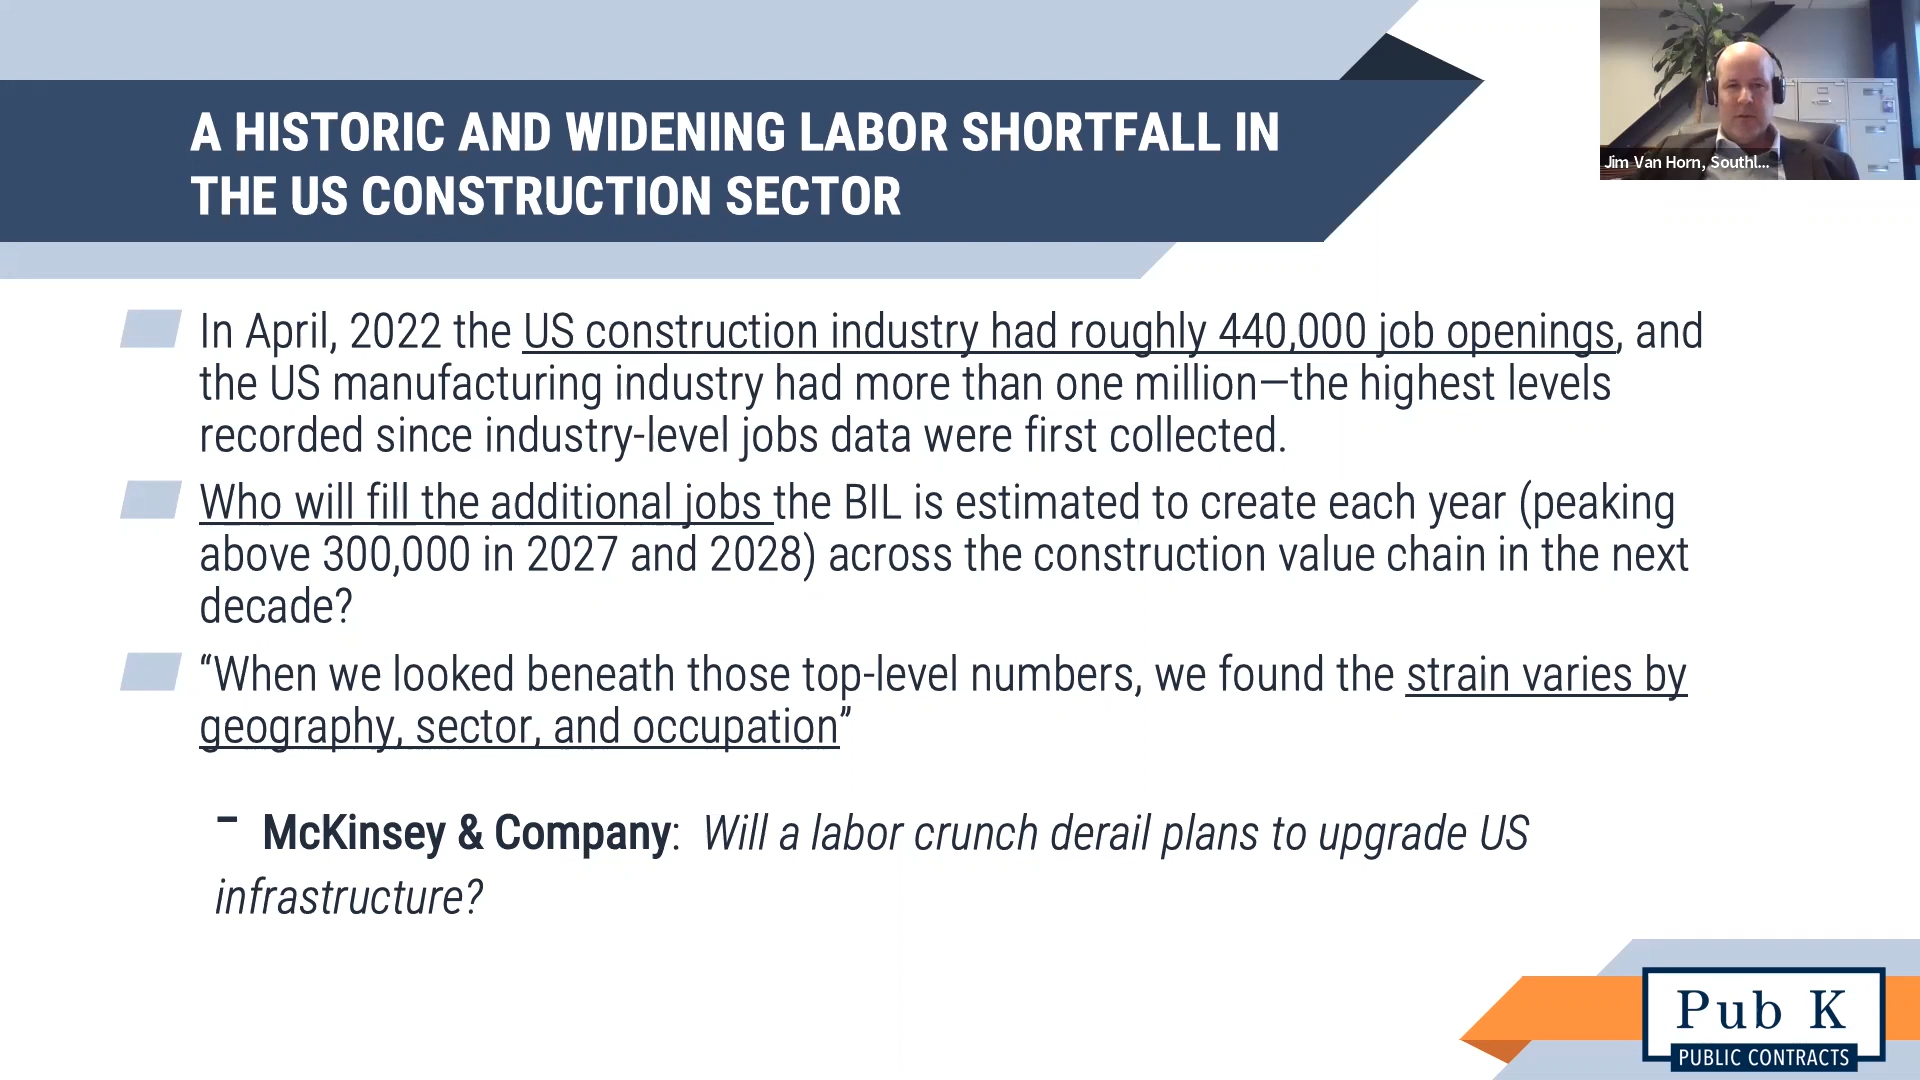 A HISTORIC AND WIDENING LABOR SHORTFALL IN
THE US CONSTRUCTION SECTOR
Jim Van Horn, Southl...
In April, 2022 the US construction industry had roughly 440,000 job openings, and
the US manufacturing industry had more than one million—the highest levels
recorded since industry-level jobs data were first collected.
Who will fill the additional jobs the BIL is estimated to create each year (peaking
above 300,000 in 2027 and 2028) across the construction value chain in the next
decade?
“When we looked beneath those top-level numbers, we found the strain varies by
geography, sector, and occupation”
– McKinsey & Company: Will a labor crunch derail plans to upgrade US
infrastructure?
Pub K
PUBLIC CONTRACTS